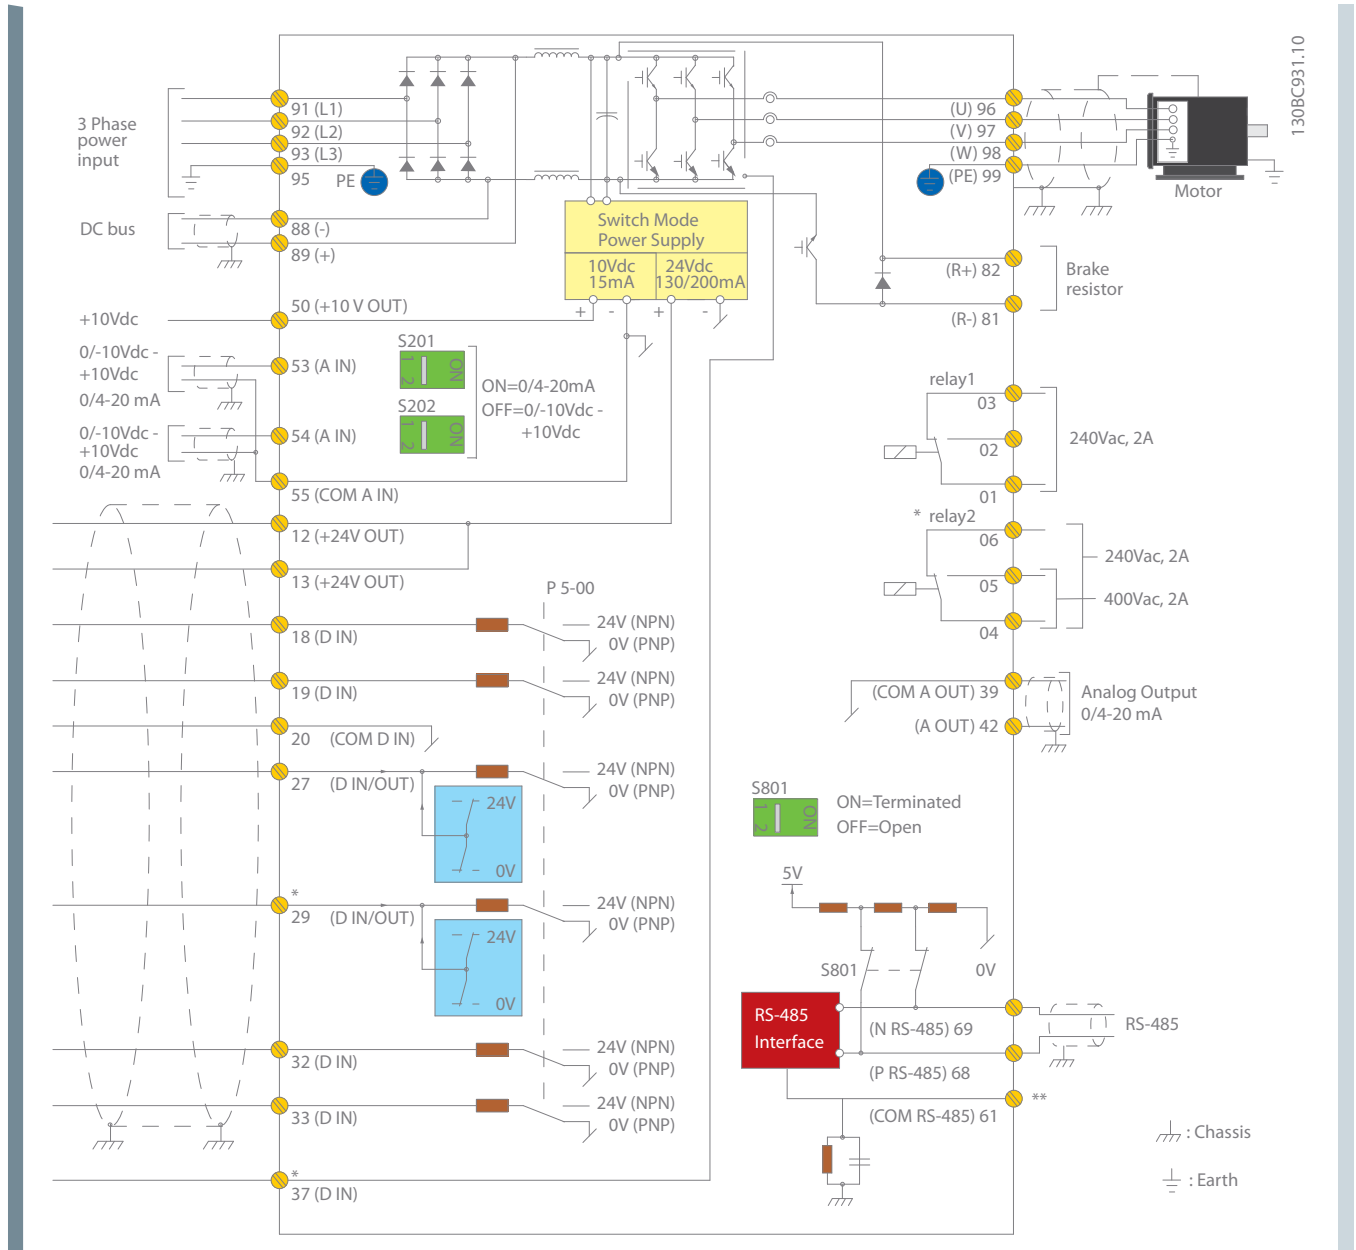 130BC931.10
3 Phase
power
input
91 (L1)
92 (L2)
93 (L3)
95
PE
DC bus
88 (-)
89 (+)
+10Vdc
50 (+10 V OUT)
0/-10Vdc -
+10Vdc
0/4-20 mA
53 (A IN)
0/-10Vdc -
+10Vdc
0/4-20 mA
54 (A IN)
55 (COM A IN)
12 (+24V OUT)
13 (+24V OUT)
18 (D IN)
19 (D IN)
20 (COM D IN)
27 (D IN/OUT)
24V
0V
*
29 (D IN/OUT)
24V
0V
32 (D IN)
33 (D IN)
*
37 (D IN)
Switch Mode
Power Supply
10Vdc
15mA
24Vdc
130/200mA
+ - + -
S201
1 2 ON
S202
1 2 ON
ON=0/4-20mA
OFF=0/-10Vdc -
+10Vdc
P 5-00
24V (NPN)
0V (PNP)
24V (NPN)
0V (PNP)
24V (NPN)
0V (PNP)
24V (NPN)
0V (PNP)
24V (NPN)
0V (PNP)
24V (NPN)
0V (PNP)
(U) 96
(V) 97
(W) 98
(PE) 99
Motor
(R+) 82
(R-) 81
Brake
resistor
relay1
03
02
01
240Vac, 2A
* relay2
06
05
04
240Vac, 2A
400Vac, 2A
(COM A OUT) 39
(A OUT) 42
Analog Output
0/4-20 mA
S801
1 2 ON
ON=Terminated
OFF=Open
5V
S801
0V
RS-485
Interface
(N RS-485) 69
(P RS-485) 68
(COM RS-485) 61
RS-485
**
: Chassis
: Earth